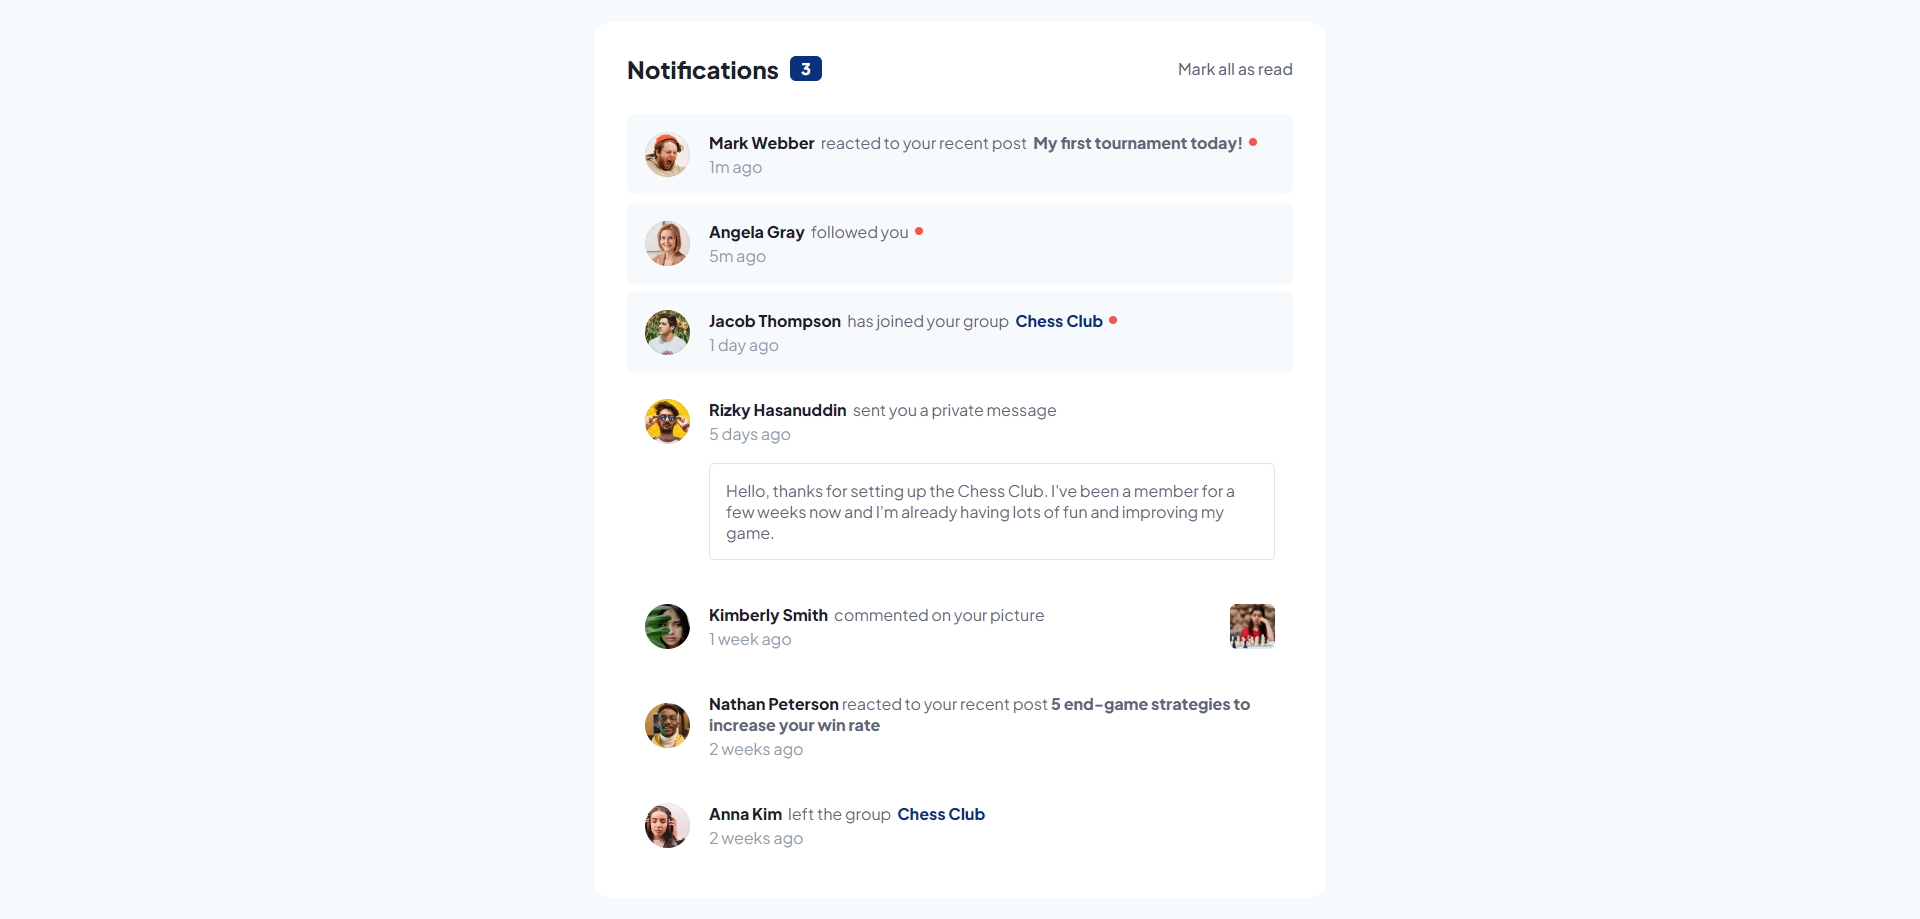 Notifications 3 Mark all as read
Mark Webber reacted to your recent post My first tournament today!
1m ago
Angela Gray followed you
5m ago
Jacob Thompson has joined your group Chess Club
1 day ago
Rizky Hasanuddin sent you a private message
5 days ago
Hello, thanks for setting up the Chess Club. I've been a member for a
few weeks now and I'm already having lots of fun and improving my
game.
Kimberly Smith commented on your picture
1 week ago
Nathan Peterson reacted to your recent post 5 end-game strategies to
increase your win rate
2 weeks ago
Anna Kim left the group Chess Club
2 weeks ago